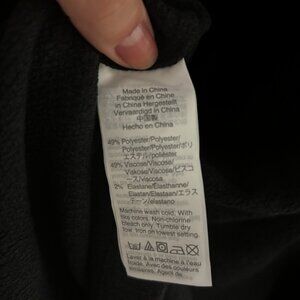 Made in China
Fabriqué en Chine
in China Hergestellt
Vervaardigd in China
中国製
Hecho en China
49% Polyester/Polyester/
Polyester/Polyester/ポリ
エステル/poliéster
49% Viscose/Viscose/
Viskose/Viscose/ビスコ
ース/viscosa
2% Elastane/Elasthanne/
Elastan/Elastaan/エラス
タン/elastano
Machine wash cold. With
like colors. Non-chlorine
bleach only. Tumble dry
low. Iron on lowest setting.
Laver à la machine à l'eau
froide. Avec des couleurs